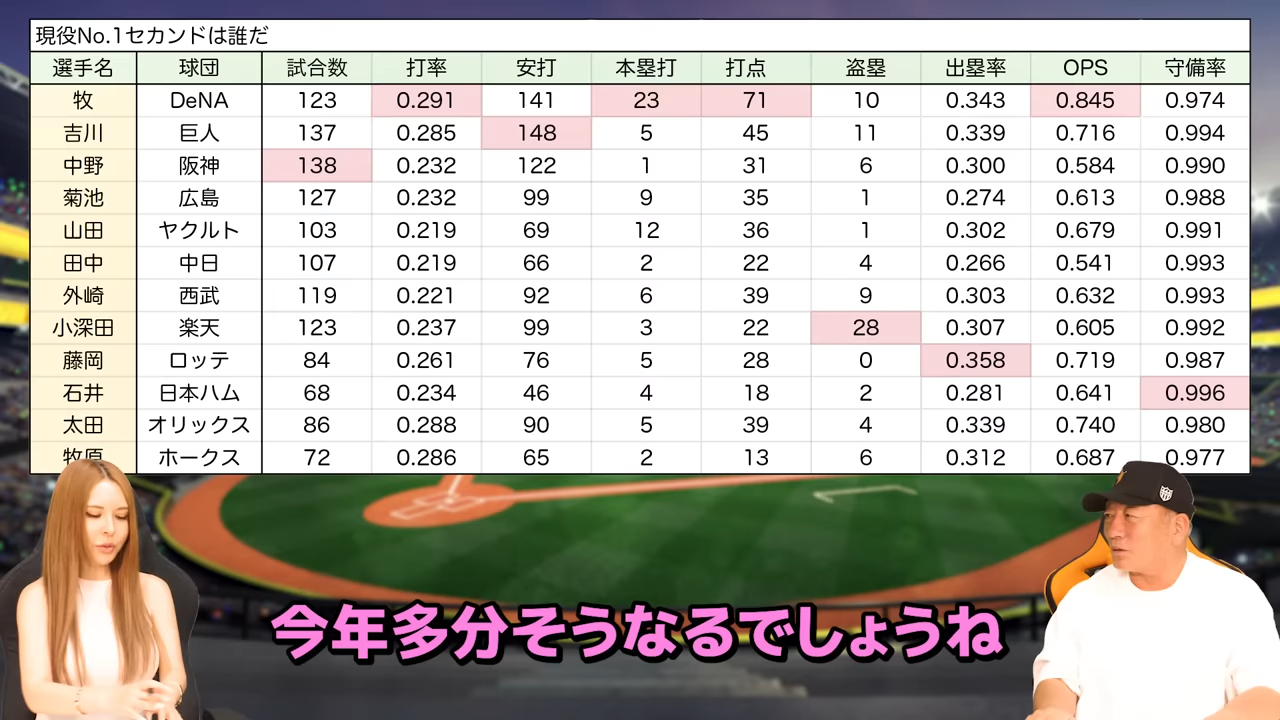 現役No.1セカンドは誰だ
選手名 球団 試合数 打率 安打 本塁打 打点 盗塁 出塁率 OPS 守備率
牧 DeNA 123 0.291 141 23 71 10 0.343 0.845 0.974
吉川 巨人 137 0.285 148 5 45 11 0.339 0.716 0.994
中野 阪神 138 0.232 122 1 31 6 0.300 0.584 0.990
菊池 広島 127 0.232 99 9 35 1 0.274 0.613 0.988
山田 ヤクルト 103 0.219 69 12 36 1 0.302 0.679 0.991
田中 中日 107 0.219 66 2 22 4 0.266 0.541 0.993
外崎 西武 119 0.221 92 6 39 9 0.303 0.632 0.993
小深田 楽天 123 0.237 99 3 22 28 0.307 0.605 0.992
藤岡 ロッテ 84 0.261 76 5 28 0 0.358 0.719 0.987
石井 日本ハム 68 0.234 46 4 18 2 0.281 0.641 0.996
太田 オリックス 86 0.288 90 5 39 4 0.339 0.740 0.980
牧原 ホークス 72 0.286 65 2 13 6 0.312 0.687 0.977
今年多分そうなるでしょうね